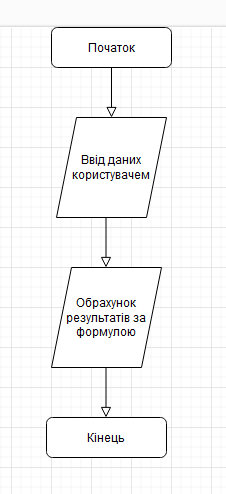 Початок
Ввід даних
користувачем
Обрахунок
результатів за
формулою
Кінець